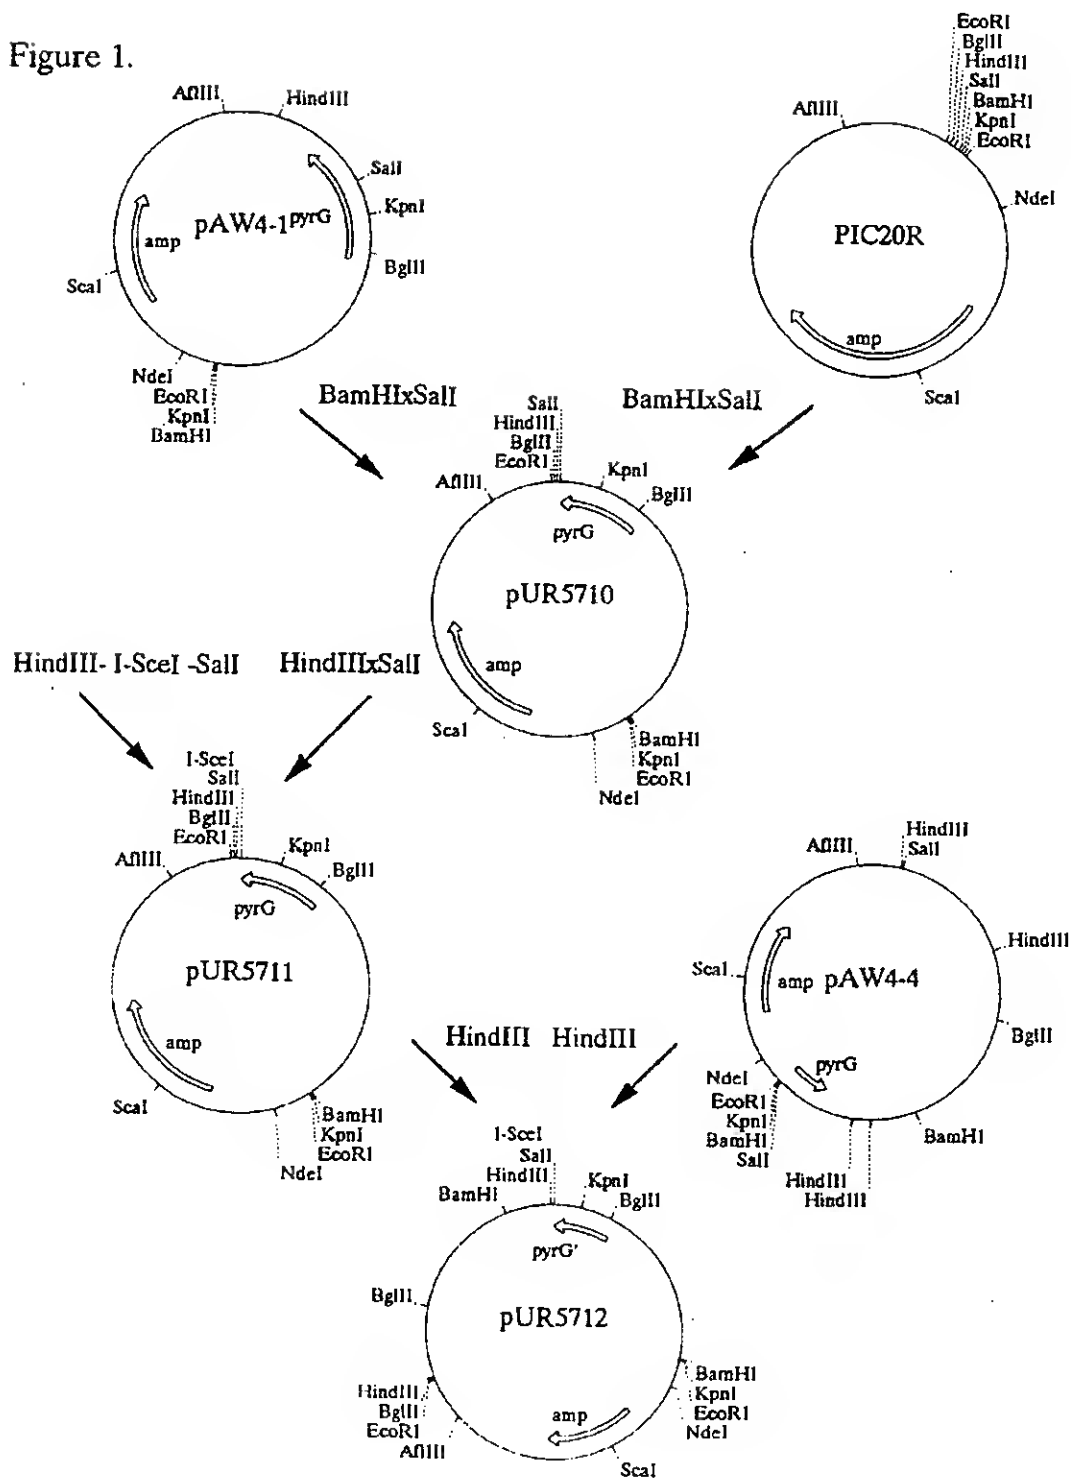 Figure 1.
AflIII
HindIII
SalI
KpnI
BglII
pAW4-1
pyrG
amp
ScaI
NdeI
EcoRI
KpnI
BamHI
EcoRI
BglII
HindIII
SalI
BamHI
KpnI
EcoRI
AflIII
NdeI
PIC20R
amp
ScaI
BamHIxSalI
BamHIxSalI
SalI
HindIII
BglII
EcoRI
AflIII
KpnI
BglII
pyrG
pUR5710
amp
ScaI
BamHI
KpnI
EcoRI
NdeI
HindIII- I-SceI -SalI
HindIIIxSalI
I-SceI
SalI
HindIII
BglII
EcoRI
AflIII
KpnI
BglII
pyrG
pUR5711
amp
ScaI
BamHI
KpnI
EcoRI
NdeI
AflIII
HindIII
SalI
HindIII
ScaI
amp
pAW4-4
BglII
pyrG
NdeI
EcoRI
KpnI
BamHI
SalI
BamHI
HindIII
HindIII
HindIII
HindIII
I-SceI
SalI
HindIII
BamHI
KpnI
BglII
pyrG'
BglII
pUR5712
HindIII
BglII
EcoRI
AflIII
BamHI
KpnI
EcoRI
NdeI
amp
ScaI